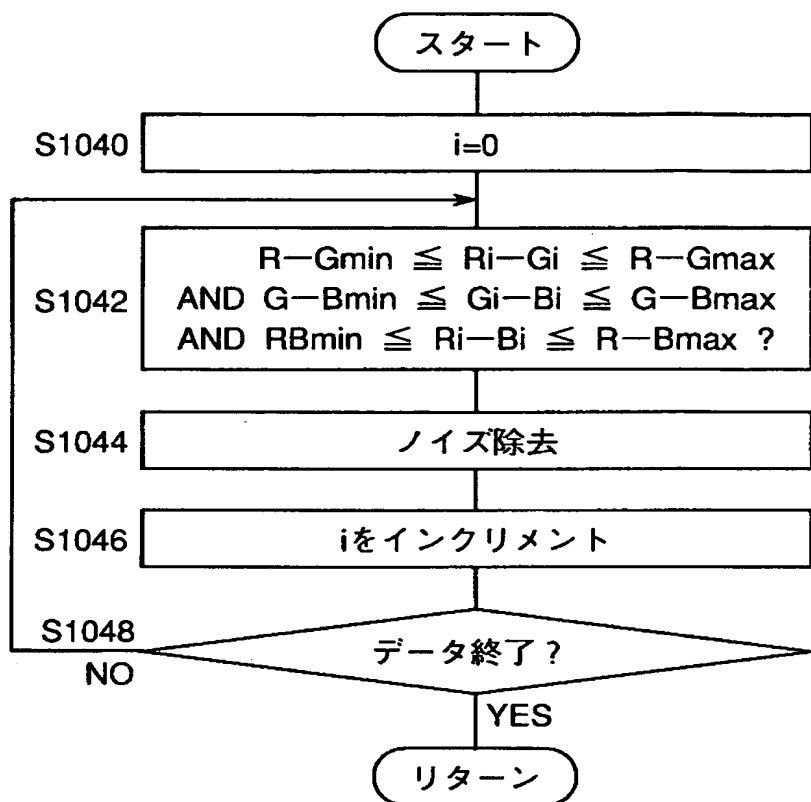 スタート
S1040
i=0
S1042
R−Gmin ≦ Ri−Gi ≦ R−Gmax
AND G−Bmin ≦ Gi−Bi ≦ G−Bmax
AND RBmin ≦ Ri−Bi ≦ R−Bmax ?
S1044
ノイズ除去
S1046
iをインクリメント
S1048
データ終了?
NO
YES
リターン